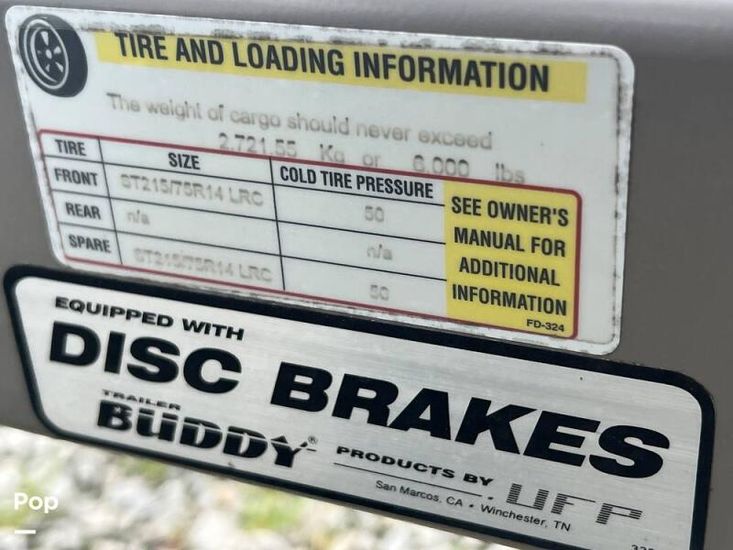 TIRE AND LOADING INFORMATION
The weight of cargo should never exceed
2,721.55 Kg or 6,000 lbs
TIRE SIZE COLD TIRE PRESSURE
FRONT ST215/75R14 LRC 50
REAR n/a n/a
SPARE ST215/75R14 LRC 50
SEE OWNER'S
MANUAL FOR
ADDITIONAL
INFORMATION
FD-324
EQUIPPED WITH
DISC BRAKES
TRAILER
BUDDY®
PRODUCTS BY UFP
San Marcos, CA • Winchester, TN
Pop